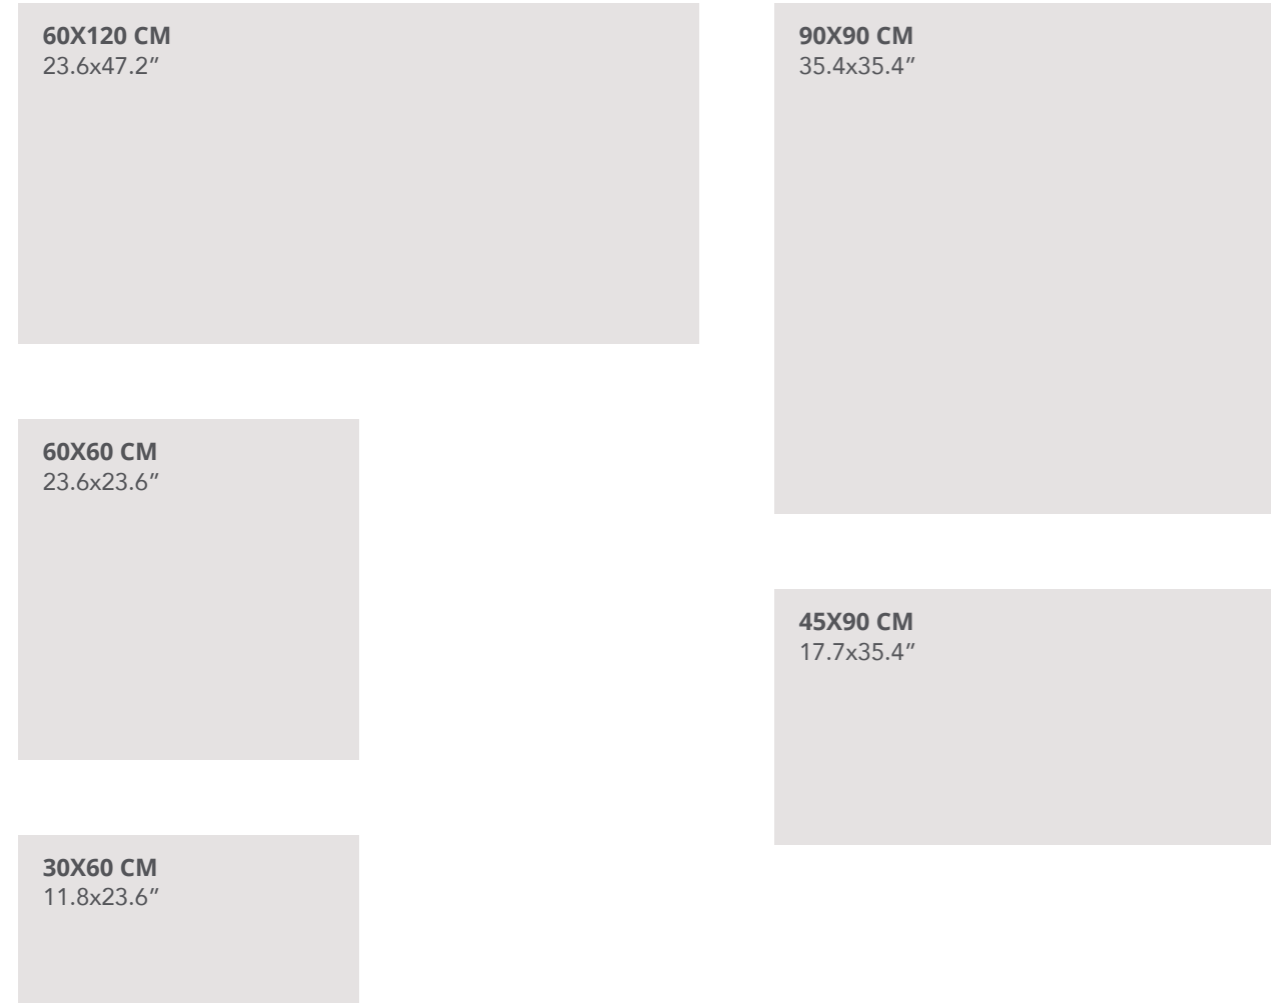 60X120 CM
23.6x47.2″
60X60 CM
23.6x23.6″
30X60 CM
11.8x23.6″
90X90 CM
35.4x35.4″
45X90 CM
17.7x35.4″